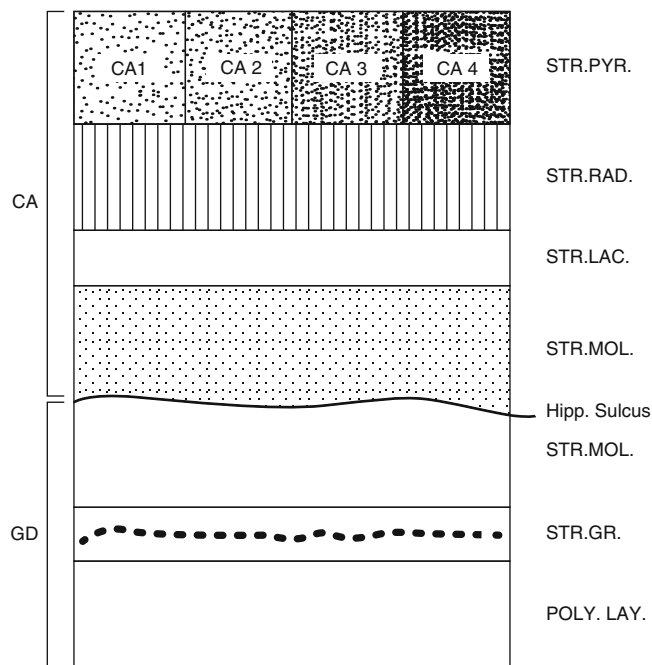 CA1 CA 2 CA 3 CA 4 STR.PYR.
STR.RAD.
CA
STR.LAC.
STR.MOL.
Hipp. Sulcus
STR.MOL.
GD STR.GR.
POLY. LAY.